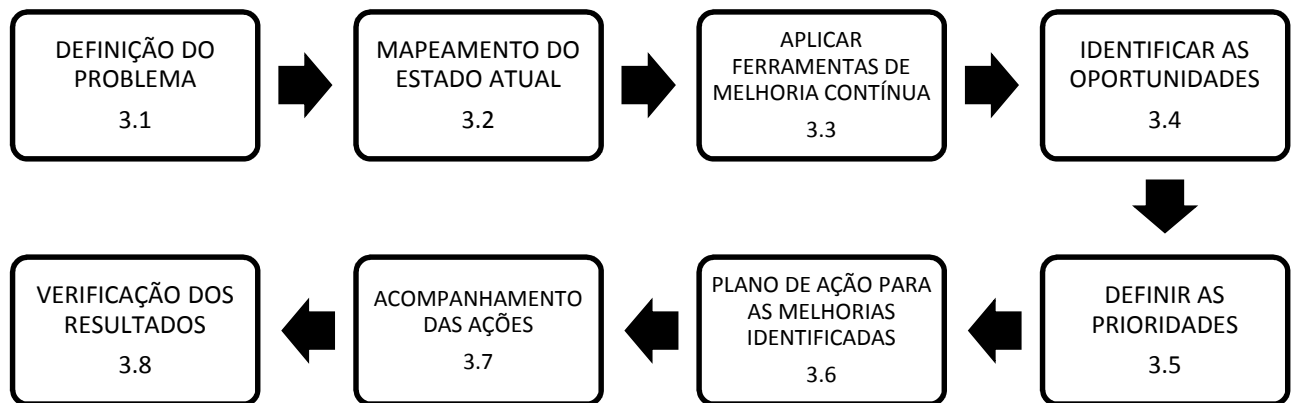 DEFINIÇÃO DO
PROBLEMA
3.1
MAPEAMENTO DO
ESTADO ATUAL
3.2
APLICAR
FERRAMENTAS DE
MELHORIA CONTÍNUA
3.3
IDENTIFICAR AS
OPORTUNIDADES
3.4
DEFINIR AS
PRIORIDADES
3.5
PLANO DE AÇÃO PARA
AS MELHORIAS
IDENTIFICADAS
3.6
ACOMPANHAMENTO
DAS AÇÕES
3.7
VERIFICAÇÃO DOS
RESULTADOS
3.8